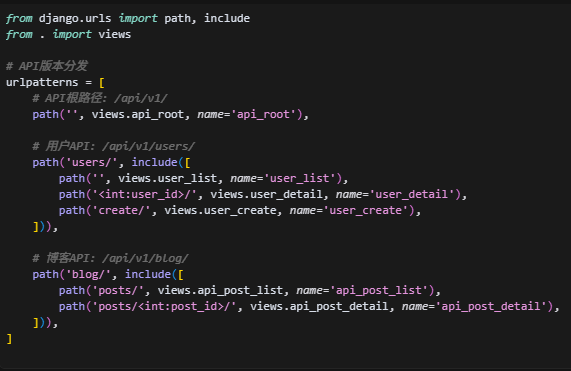 from django.urls import path, include
from . import views

# API版本分发
urlpatterns = [
    # API根路径: /api/v1/
    path('', views.api_root, name='api_root'),

    # 用户API: /api/v1/users/
    path('users/', include([
        path('', views.user_list, name='user_list'),
        path('<int:user_id>/', views.user_detail, name='user_detail'),
        path('create/', views.user_create, name='user_create'),
    ])),

    # 博客API: /api/v1/blog/
    path('blog/', include([
        path('posts/', views.api_post_list, name='api_post_list'),
        path('posts/<int:post_id>/', views.api_post_detail, name='api_post_detail'),
    ])),
]